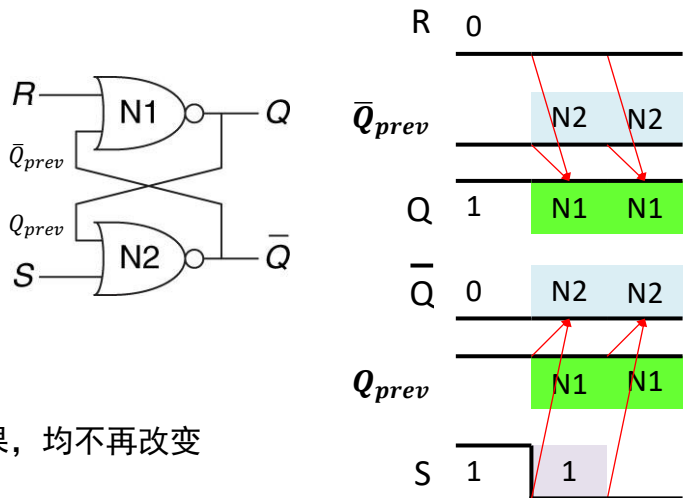 R N1 Q
Q̄prev
Qprev
S N2 Q̄
果，均不再改变
R 0
Q̄prev N2 N2
Q 1 N1 N1
Q̄ 0 N2 N2
Qprev N1 N1
S 1 1